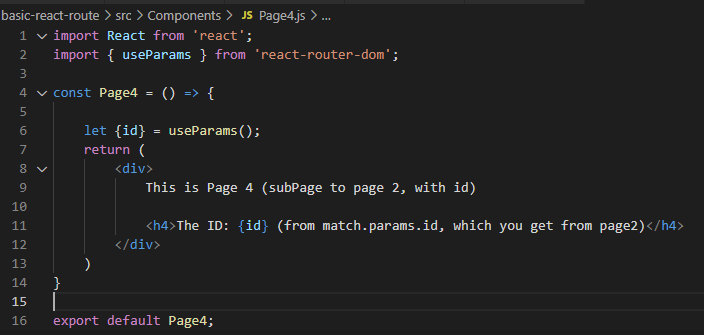 basic-react-route > src > Components > JS Page4.js > ...
1 import React from 'react';
2 import { useParams } from 'react-router-dom';
3
4 const Page4 = () => {
5
6     let {id} = useParams();
7     return (
8         <div>
9             This is Page 4 (subPage to page 2, with id)
10
11             <h4>The ID: {id} (from match.params.id, which you get from page2)</h4>
12         </div>
13     )
14 }
15
16 export default Page4;